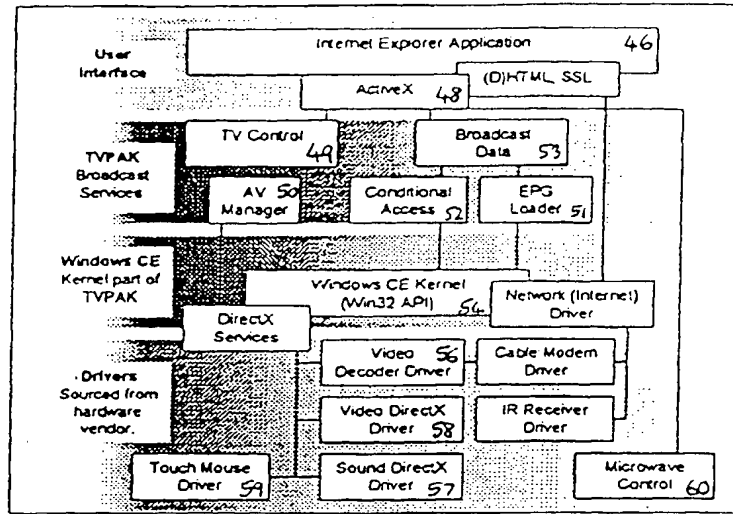 User
Interface
Internet Explorer Application 46
(D)HTML, SSL
ActiveX 48
TVPAK
Broadcast
Services
TV Control
49
Broadcast
Data 53
AV 50
Manager
Conditional
Access 52
EPG
Loader 51
Windows CE
Kernel part of
TVPAK
Windows CE Kernel
(Win32 API) 54
Network (Internet)
Driver
DirectX
Services
Drivers
Sourced from
hardware
vendor.
Video 56
Decoder Driver
Cable Modem
Driver
Video DirectX
Driver 58
IR Receiver
Driver
Touch Mouse
Driver 59
Sound DirectX
Driver 57
Microwave
Control 60